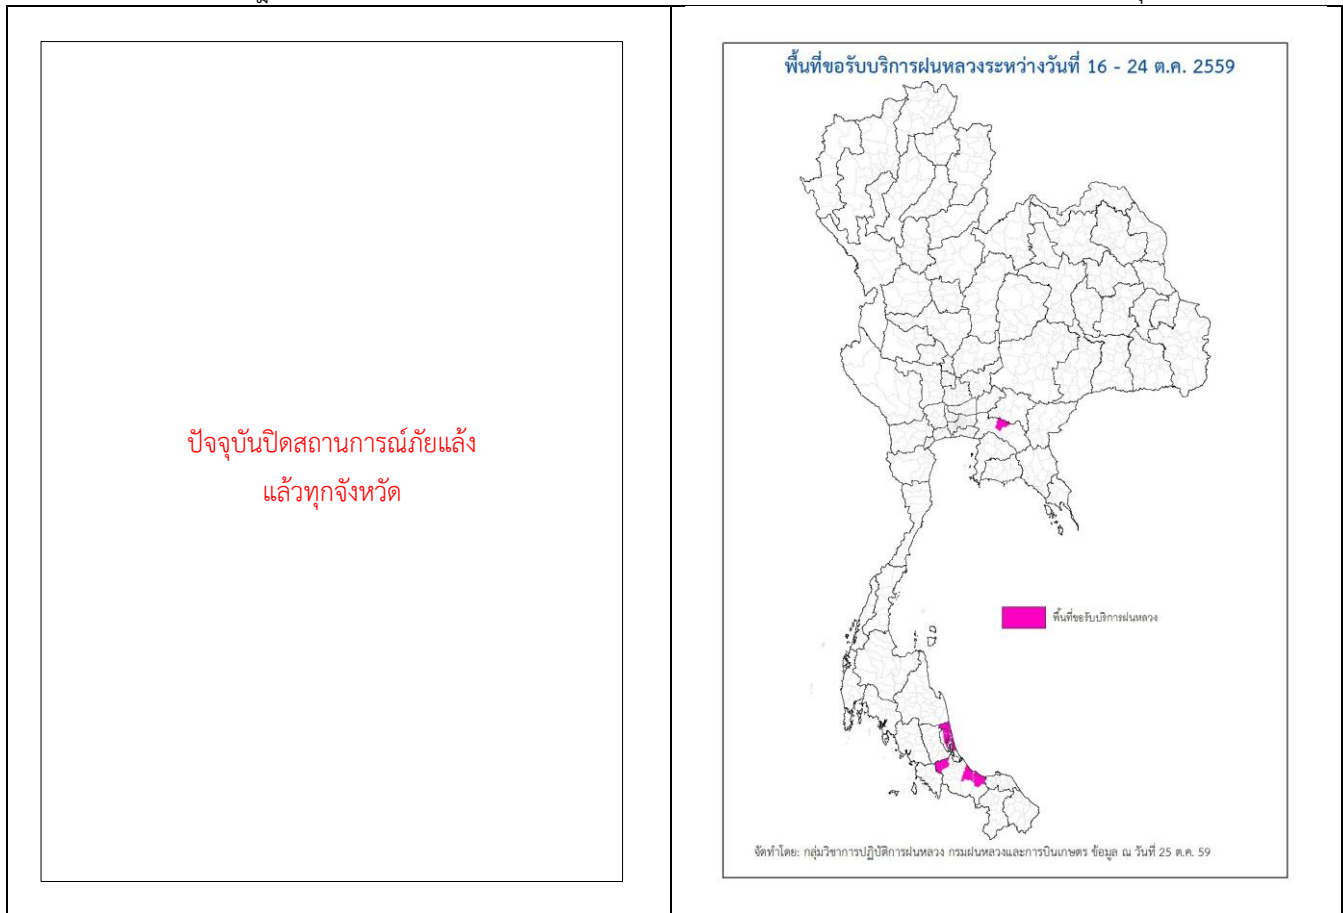 ปัจจุบันปิดสถานการณ์ภัยแล้ง
แล้วทุกจังหวัด
พื้นที่ขอรับบริการฝนหลวงระหว่างวันที่ 16 - 24 ต.ค. 2559
พื้นที่ขอรับบริการฝนหลวง
จัดทำโดย: กลุ่มวิชาการปฏิบัติการฝนหลวง กรมฝนหลวงและการบินเกษตร ข้อมูล ณ วันที่ 25 ต.ค. 59